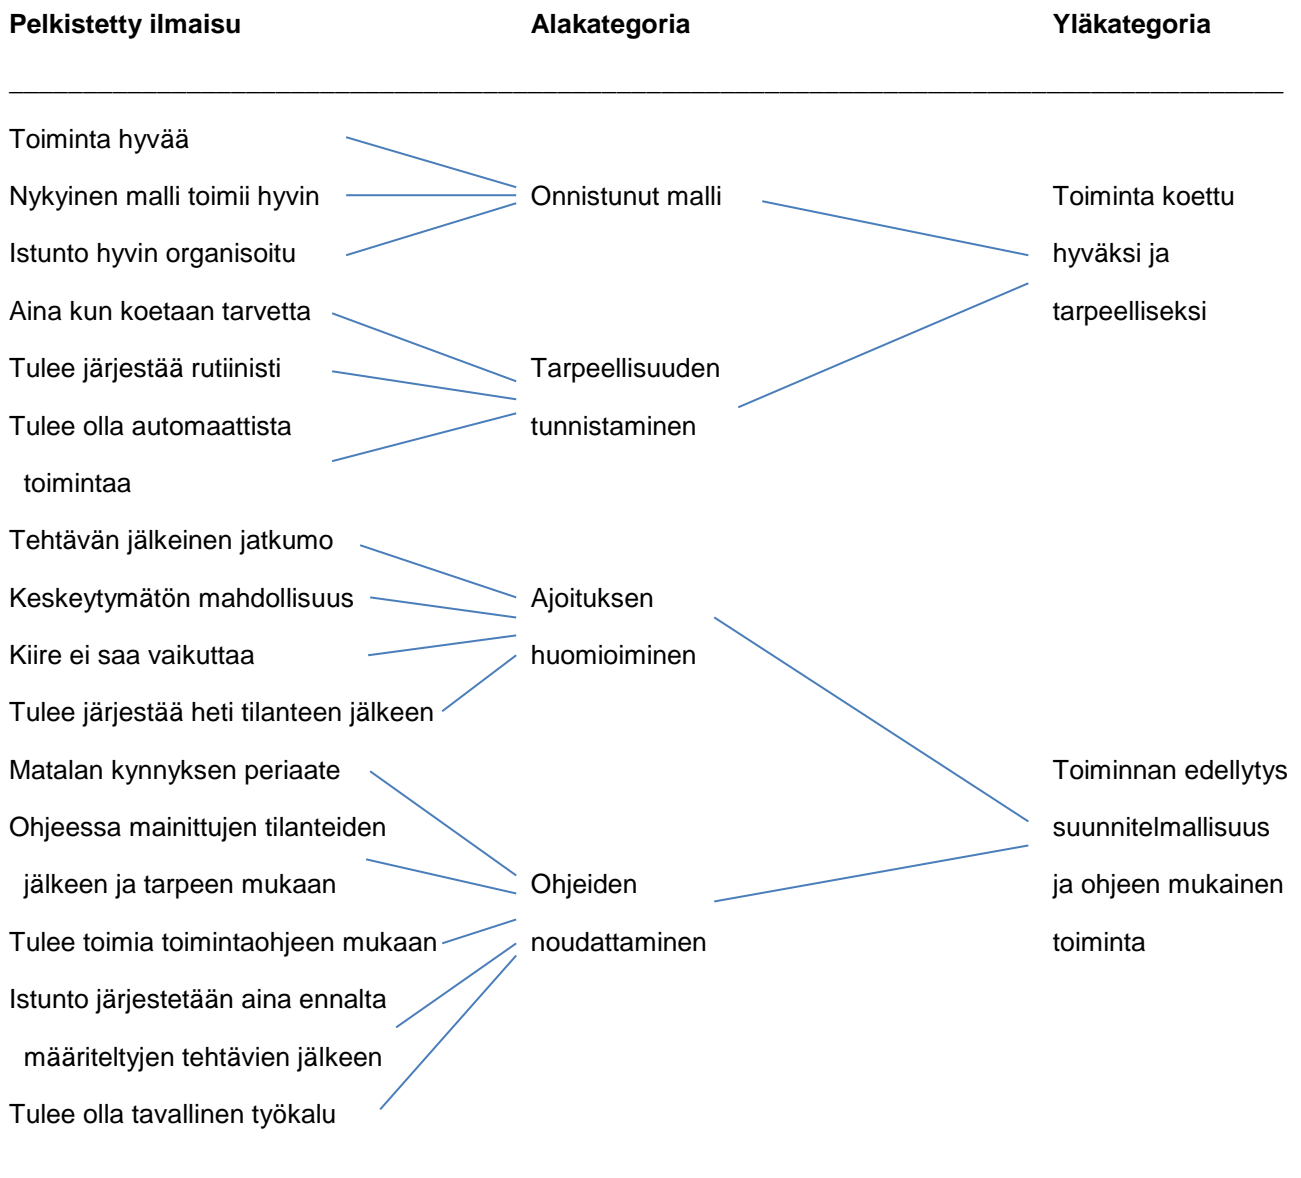 Pelkistetty ilmaisu Alakategoria Yläkategoria
Toiminta hyvää
Nykyinen malli toimii hyvin Onnistunut malli Toiminta koettu
Istunto hyvin organisoitu hyväksi ja
Aina kun koetaan tarvetta tarpeelliseksi
Tulee järjestää rutiinisti Tarpeellisuuden
Tulee olla automaattista tunnistaminen
toimintaa
Tehtävän jälkeinen jatkumo
Keskeytymätön mahdollisuus Ajoituksen
Kiire ei saa vaikuttaa huomioiminen
Tulee järjestää heti tilanteen jälkeen
Matalan kynnyksen periaate Toiminnan edellytys
Ohjeessa mainittujen tilanteiden suunnitelmallisuus
jälkeen ja tarpeen mukaan Ohjeiden ja ohjeen mukainen
Tulee toimia toimintaohjeen mukaan noudattaminen toiminta
Istunto järjestetään aina ennalta
määriteltyjen tehtävien jälkeen
Tulee olla tavallinen työkalu